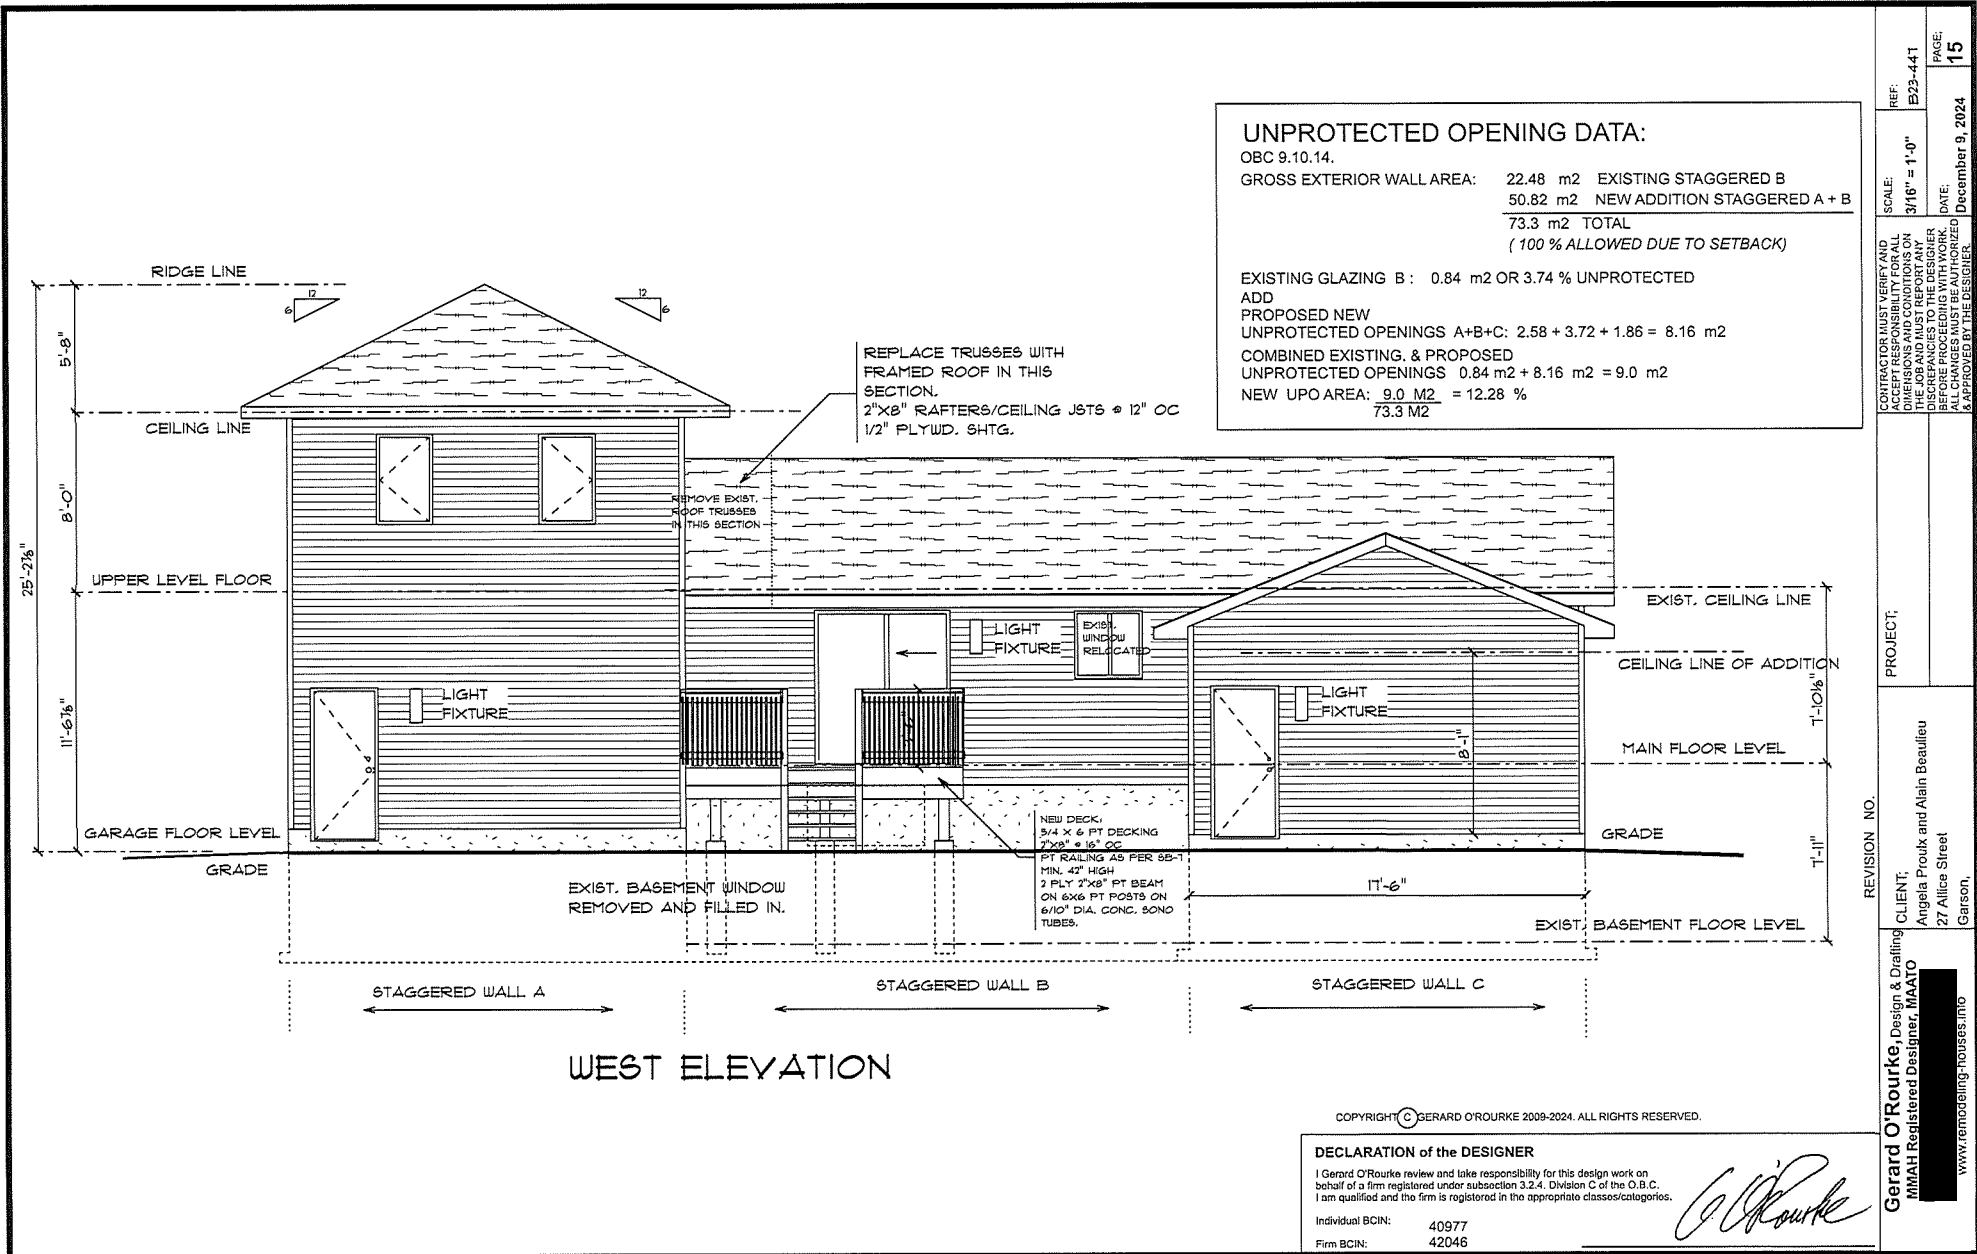 UNPROTECTED OPENING DATA:
OBC 9.10.14.
GROSS EXTERIOR WALL AREA: 22.48 m2 EXISTING STAGGERED B
50.82 m2 NEW ADDITION STAGGERED A + B
73.3 m2 TOTAL
( 100 % ALLOWED DUE TO SETBACK)
EXISTING GLAZING B : 0.84 m2 OR 3.74 % UNPROTECTED
ADD
PROPOSED NEW
UNPROTECTED OPENINGS A+B+C: 2.58 + 3.72 + 1.86 = 8.16 m2
COMBINED EXISTING. & PROPOSED
UNPROTECTED OPENINGS 0.84 m2 + 8.16 m2 = 9.0 m2
NEW UPO AREA: 9.0 M2 = 12.28 %
73.3 M2
RIDGE LINE
12
6
12
6
5'-8"
CEILING LINE
8'-0"
25'-2⅞"
UPPER LEVEL FLOOR
11'-6⅞"
GARAGE FLOOR LEVEL
GRADE
REPLACE TRUSSES WITH
FRAMED ROOF IN THIS
SECTION.
2"X8" RAFTERS/CEILING JSTS @ 12" OC
1/2" PLYWD. SHTG.
REMOVE EXIST.
ROOF TRUSSES
IN THIS SECTION
LIGHT
FIXTURE
LIGHT
FIXTURE
EXIST.
WINDOW
RELOCATED
LIGHT
FIXTURE
8'-1"
EXIST. CEILING LINE
CEILING LINE OF ADDITION
7'-10⅛"
MAIN FLOOR LEVEL
GRADE
7'-11"
17'-6"
EXIST. BASEMENT FLOOR LEVEL
NEW DECK:
5/4 X 6 PT DECKING
2"X8" @ 16" OC
PT RAILING AS PER SB-7
MIN. 42" HIGH
2 PLY 2"X8" PT BEAM
ON 6X6 PT POSTS ON
6/10" DIA. CONC. SONO
TUBES.
EXIST. BASEMENT WINDOW
REMOVED AND FILLED IN.
STAGGERED WALL A
STAGGERED WALL B
STAGGERED WALL C
WEST ELEVATION
COPYRIGHT C GERARD O'ROURKE 2009-2024. ALL RIGHTS RESERVED.
DECLARATION of the DESIGNER
I Gerard O'Rourke review and take responsibility for this design work on
behalf of a firm registered under subsection 3.2.4. Division C of the O.B.C.
I am qualified and the firm is registered in the appropriate classes/categories.
Individual BCIN: 40977
Firm BCIN: 42046
PAGE;
15
REF:
B23-441
SCALE:
3/16" = 1'-0"
DATE;
December 9, 2024
CONTRACTOR MUST VERIFY AND
ACCEPT RESPONSIBILITY FOR ALL
DIMENSIONS AND CONDITIONS ON
THE JOB AND MUST REPORT ANY
DISCREPANCIES TO THE DESIGNER
BEFORE PROCEEDING WITH WORK.
ALL CHANGES MUST BE AUTHORIZED
& APPROVED BY THE DESIGNER.
PROJECT;
REVISION NO.
CLIENT;
Angela Proulx and Alain Beaulieu
27 Allice Street
Garson,
Gerard O'Rourke, Design & Drafting
MMAH Registered Designer, MAATO
www.remodeling-houses.info